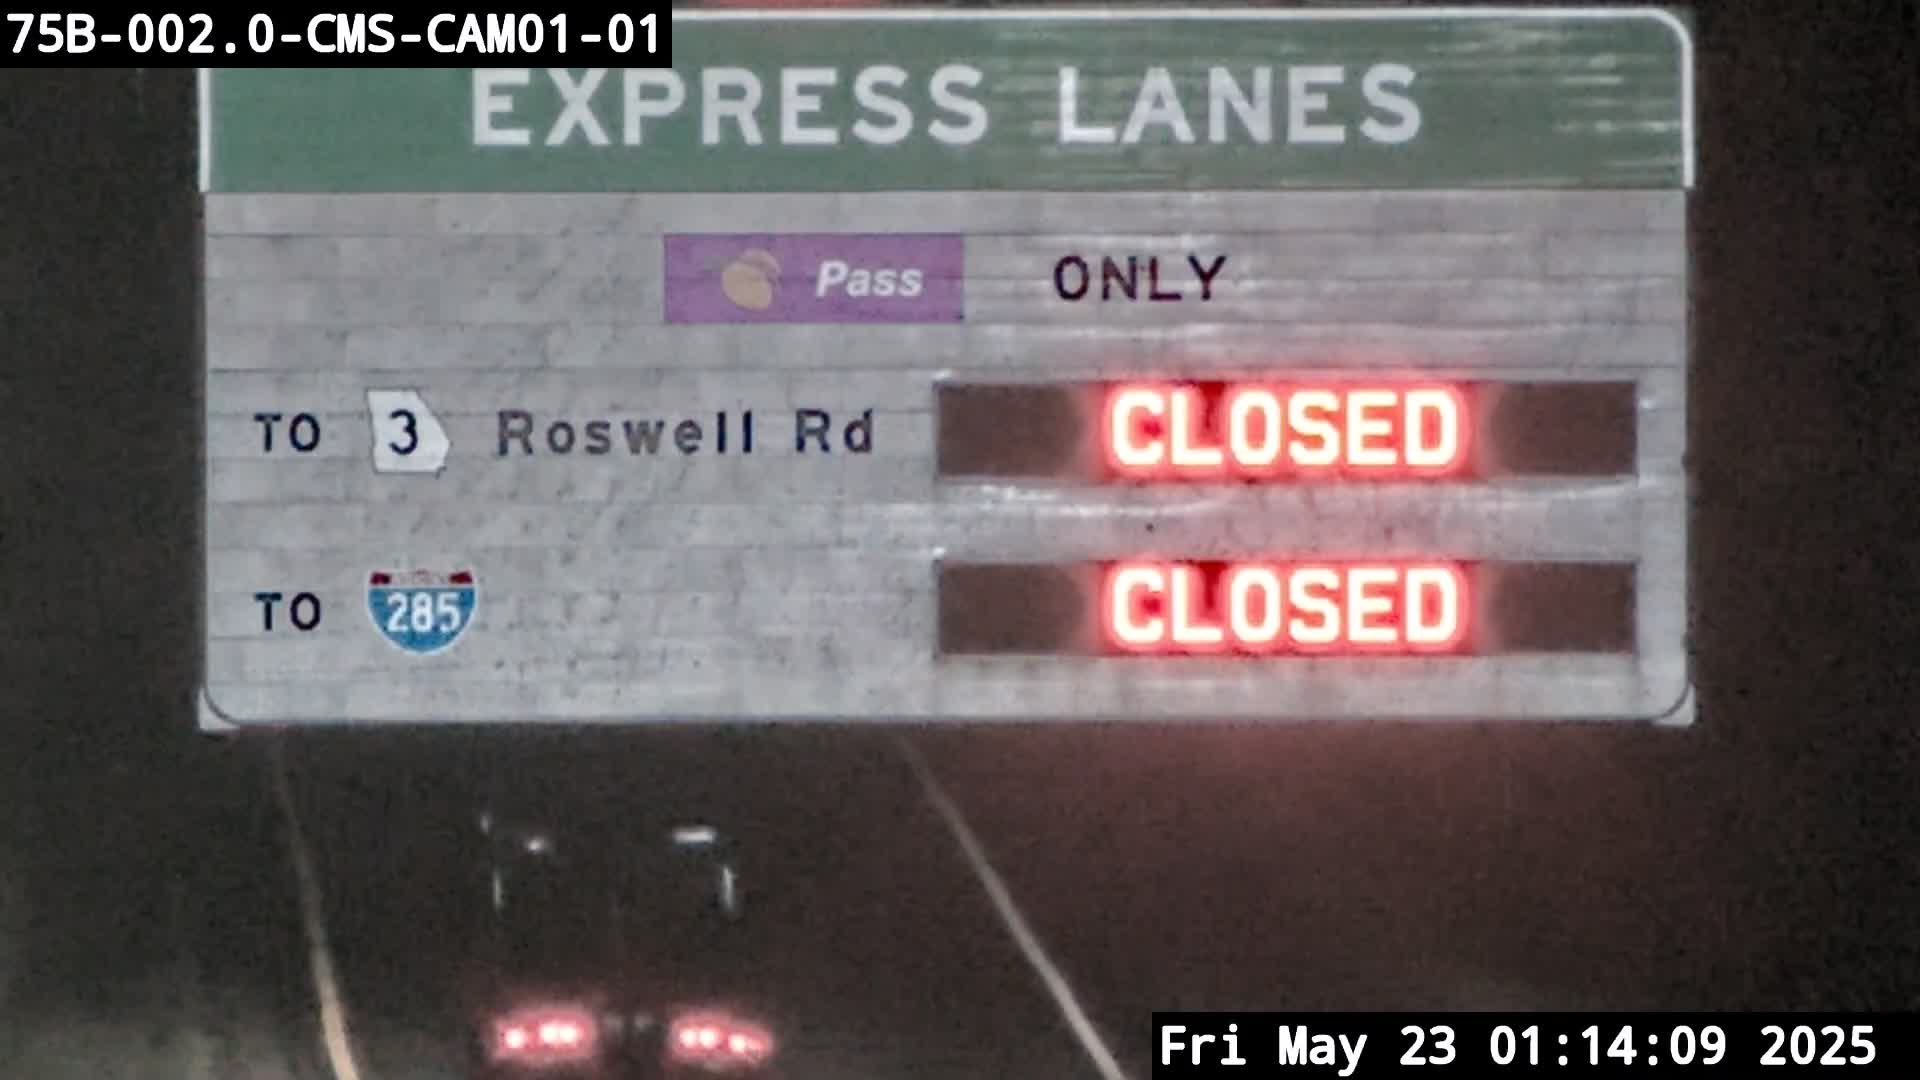 75B-002.0-CMS-CAM01-01
EXPRESS LANES
Pass ONLY
TO 3 Roswell Rd CLOSED
TO 285 CLOSED
Fri May 23 01:14:09 2025